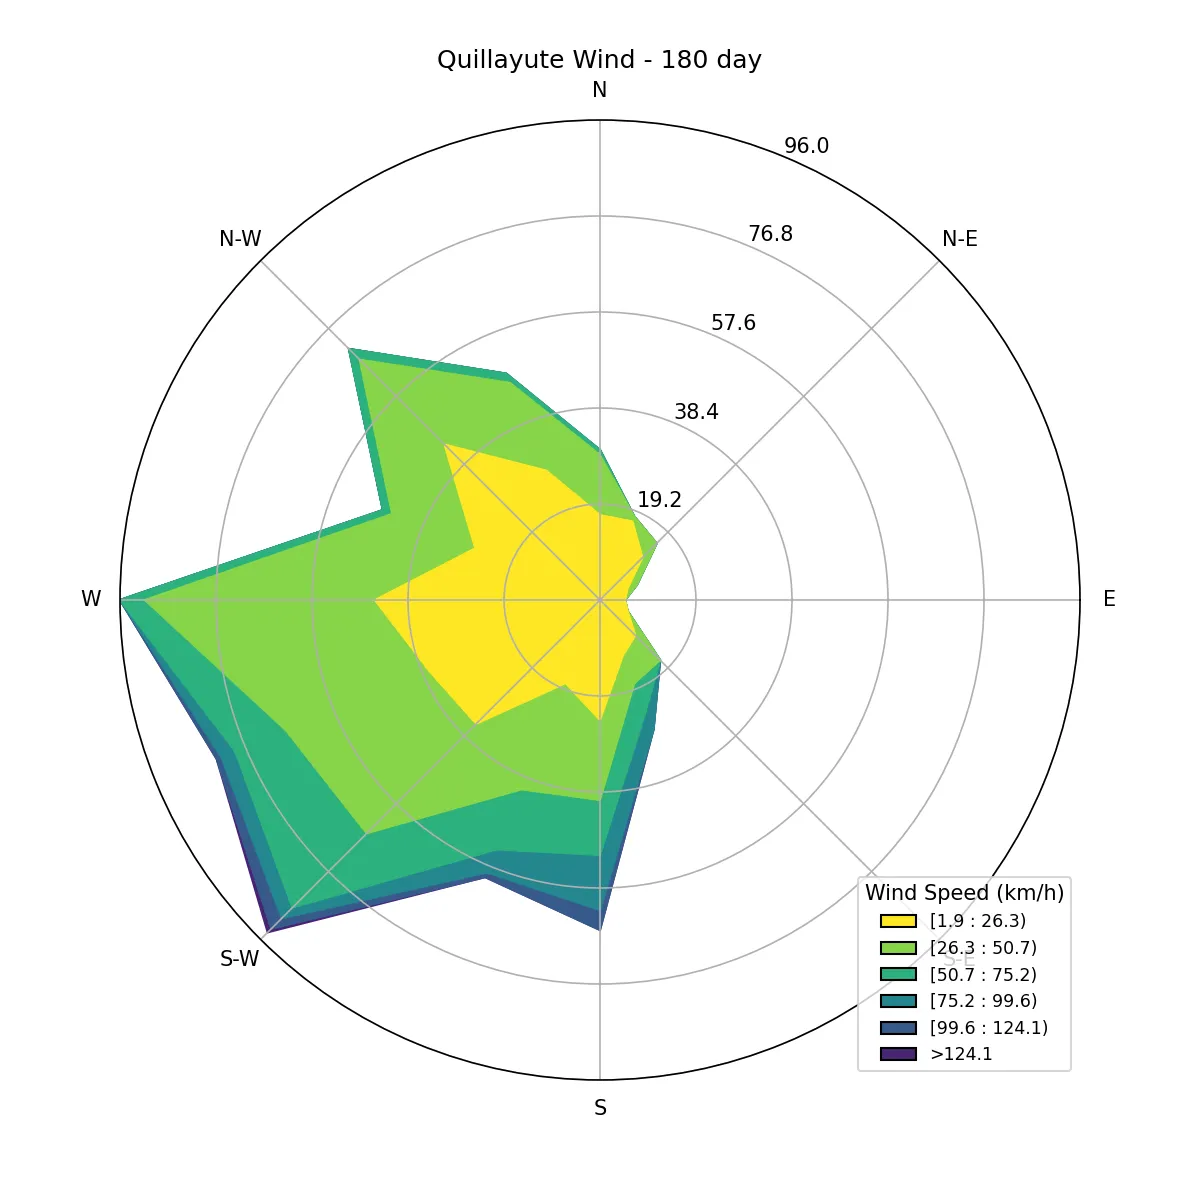 Quillayute Wind - 180 day
N
96.0
N-W
N-E
76.8
57.6
38.4
19.2
W
E
S-W
S-E
S
Wind Speed (km/h)
[1.9 : 26.3)
[26.3 : 50.7)
[50.7 : 75.2)
[75.2 : 99.6)
[99.6 : 124.1)
>124.1